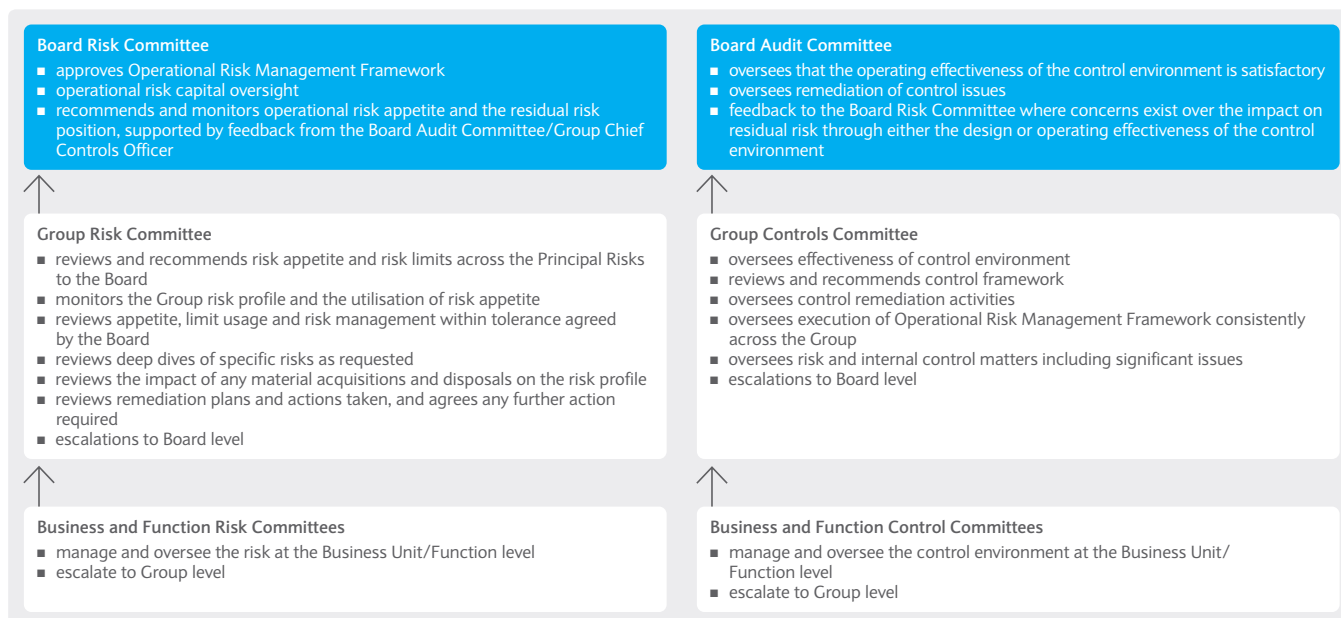 Board Risk Committee
■ approves Operational Risk Management Framework
■ operational risk capital oversight
■ recommends and monitors operational risk appetite and the residual risk
position, supported by feedback from the Board Audit Committee/Group Chief
Controls Officer
Board Audit Committee
■ oversees that the operating effectiveness of the control environment is satisfactory
■ oversees remediation of control issues
■ feedback to the Board Risk Committee where concerns exist over the impact on
residual risk through either the design or operating effectiveness of the control
environment
Group Risk Committee
■ reviews and recommends risk appetite and risk limits across the Principal Risks
to the Board
■ monitors the Group risk profile and the utilisation of risk appetite
■ reviews appetite, limit usage and risk management within tolerance agreed
by the Board
■ reviews deep dives of specific risks as requested
■ reviews the impact of any material acquisitions and disposals on the risk profile
■ reviews remediation plans and actions taken, and agrees any further action
required
■ escalations to Board level
Group Controls Committee
■ oversees effectiveness of control environment
■ reviews and recommends control framework
■ oversees control remediation activities
■ oversees execution of Operational Risk Management Framework consistently
across the Group
■ oversees risk and internal control matters including significant issues
■ escalations to Board level
Business and Function Risk Committees
■ manage and oversee the risk at the Business Unit/Function level
■ escalate to Group level
Business and Function Control Committees
■ manage and oversee the control environment at the Business Unit/
Function level
■ escalate to Group level